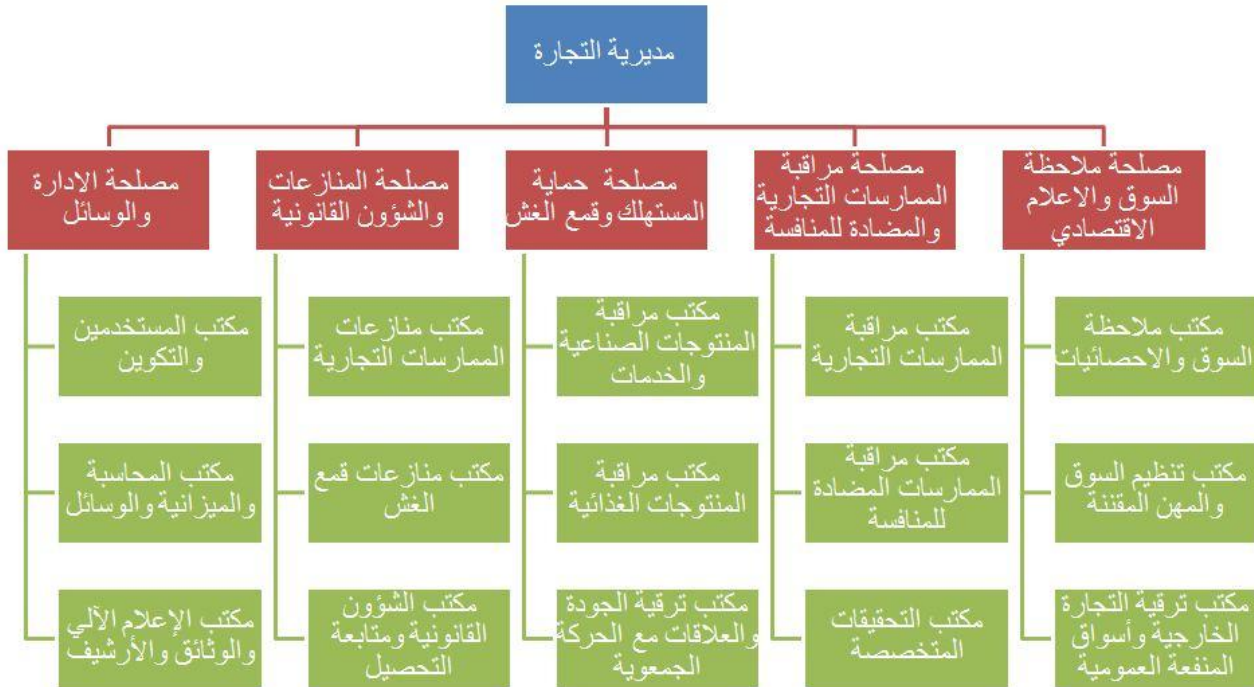 مديرية التجارة
مصلحة ملاحظة
السوق والاعلام
الاقتصادي
مصلحة مراقبة
الممارسات التجارية
والمضادة للمنافسة
مصلحة حماية
المستهلك وقمع الغش
مصلحة المنازعات
والشؤون القانونية
مصلحة الادارة
والوسائل
مكتب ملاحظة
السوق والاحصائيات
مكتب مراقبة
الممارسات التجارية
مكتب مراقبة
المنتوجات الصناعية
والخدمات
مكتب منازعات
الممارسات التجارية
مكتب المستخدمين
والتكوين
مكتب تنظيم السوق
والمهن المقننة
مكتب مراقبة
الممارسات المضادة
للمنافسة
مكتب مراقبة
المنتوجات الغذائية
مكتب منازعات قمع
الغش
مكتب المحاسبة
والميزانية والوسائل
مكتب ترقية التجارة
الخارجية وأسواق
المنفعة العمومية
مكتب التحقيقات
المتخصصة
مكتب ترقية الجودة
والعلاقات مع الحركة
الجمعوية
مكتب الشؤون
القانونية ومتابعة
التحصيل
مكتب الإعلام الآلي
والوثائق والأرشيف